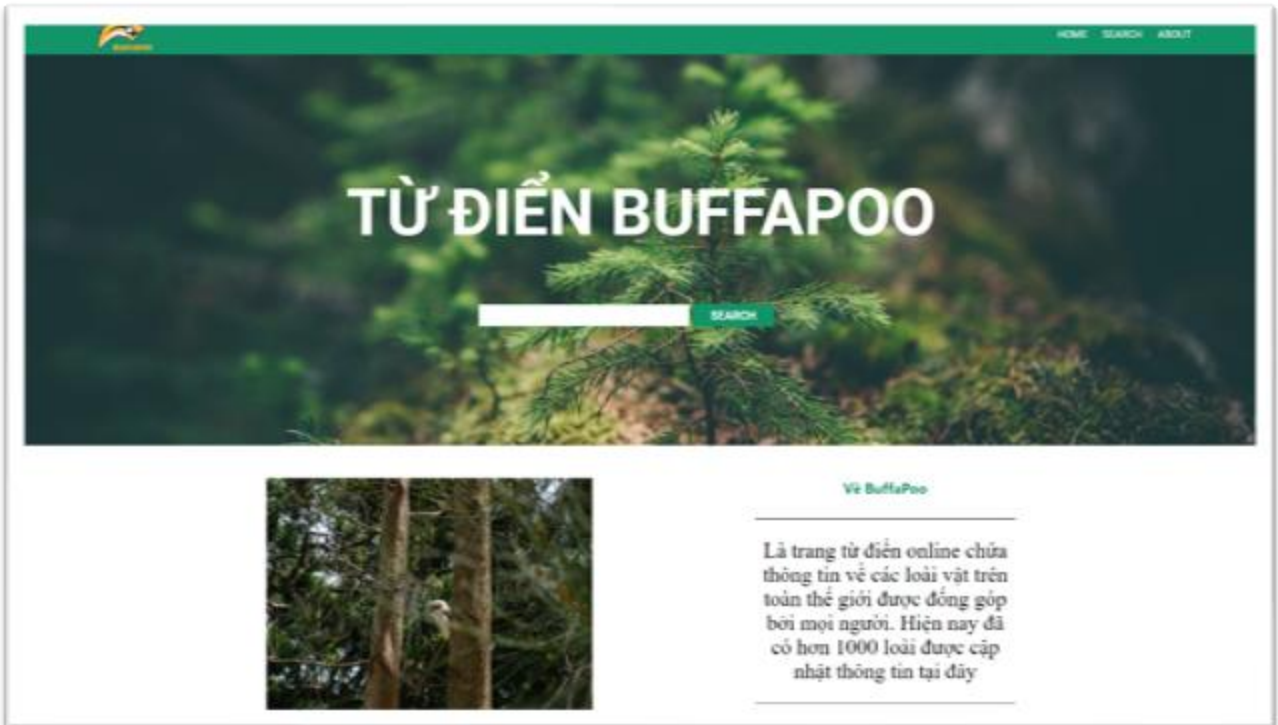 HOME SEARCH ABOUT
TỪ ĐIỂN BUFFAPOO
SEARCH
Về BuffaPoo
Là trang từ điển online chứa
thông tin về các loài vật trên
toàn thế giới được đống góp
bởi mọi người. Hiện nay đã
có hơn 1000 loài được cập
nhật thông tin tại đây